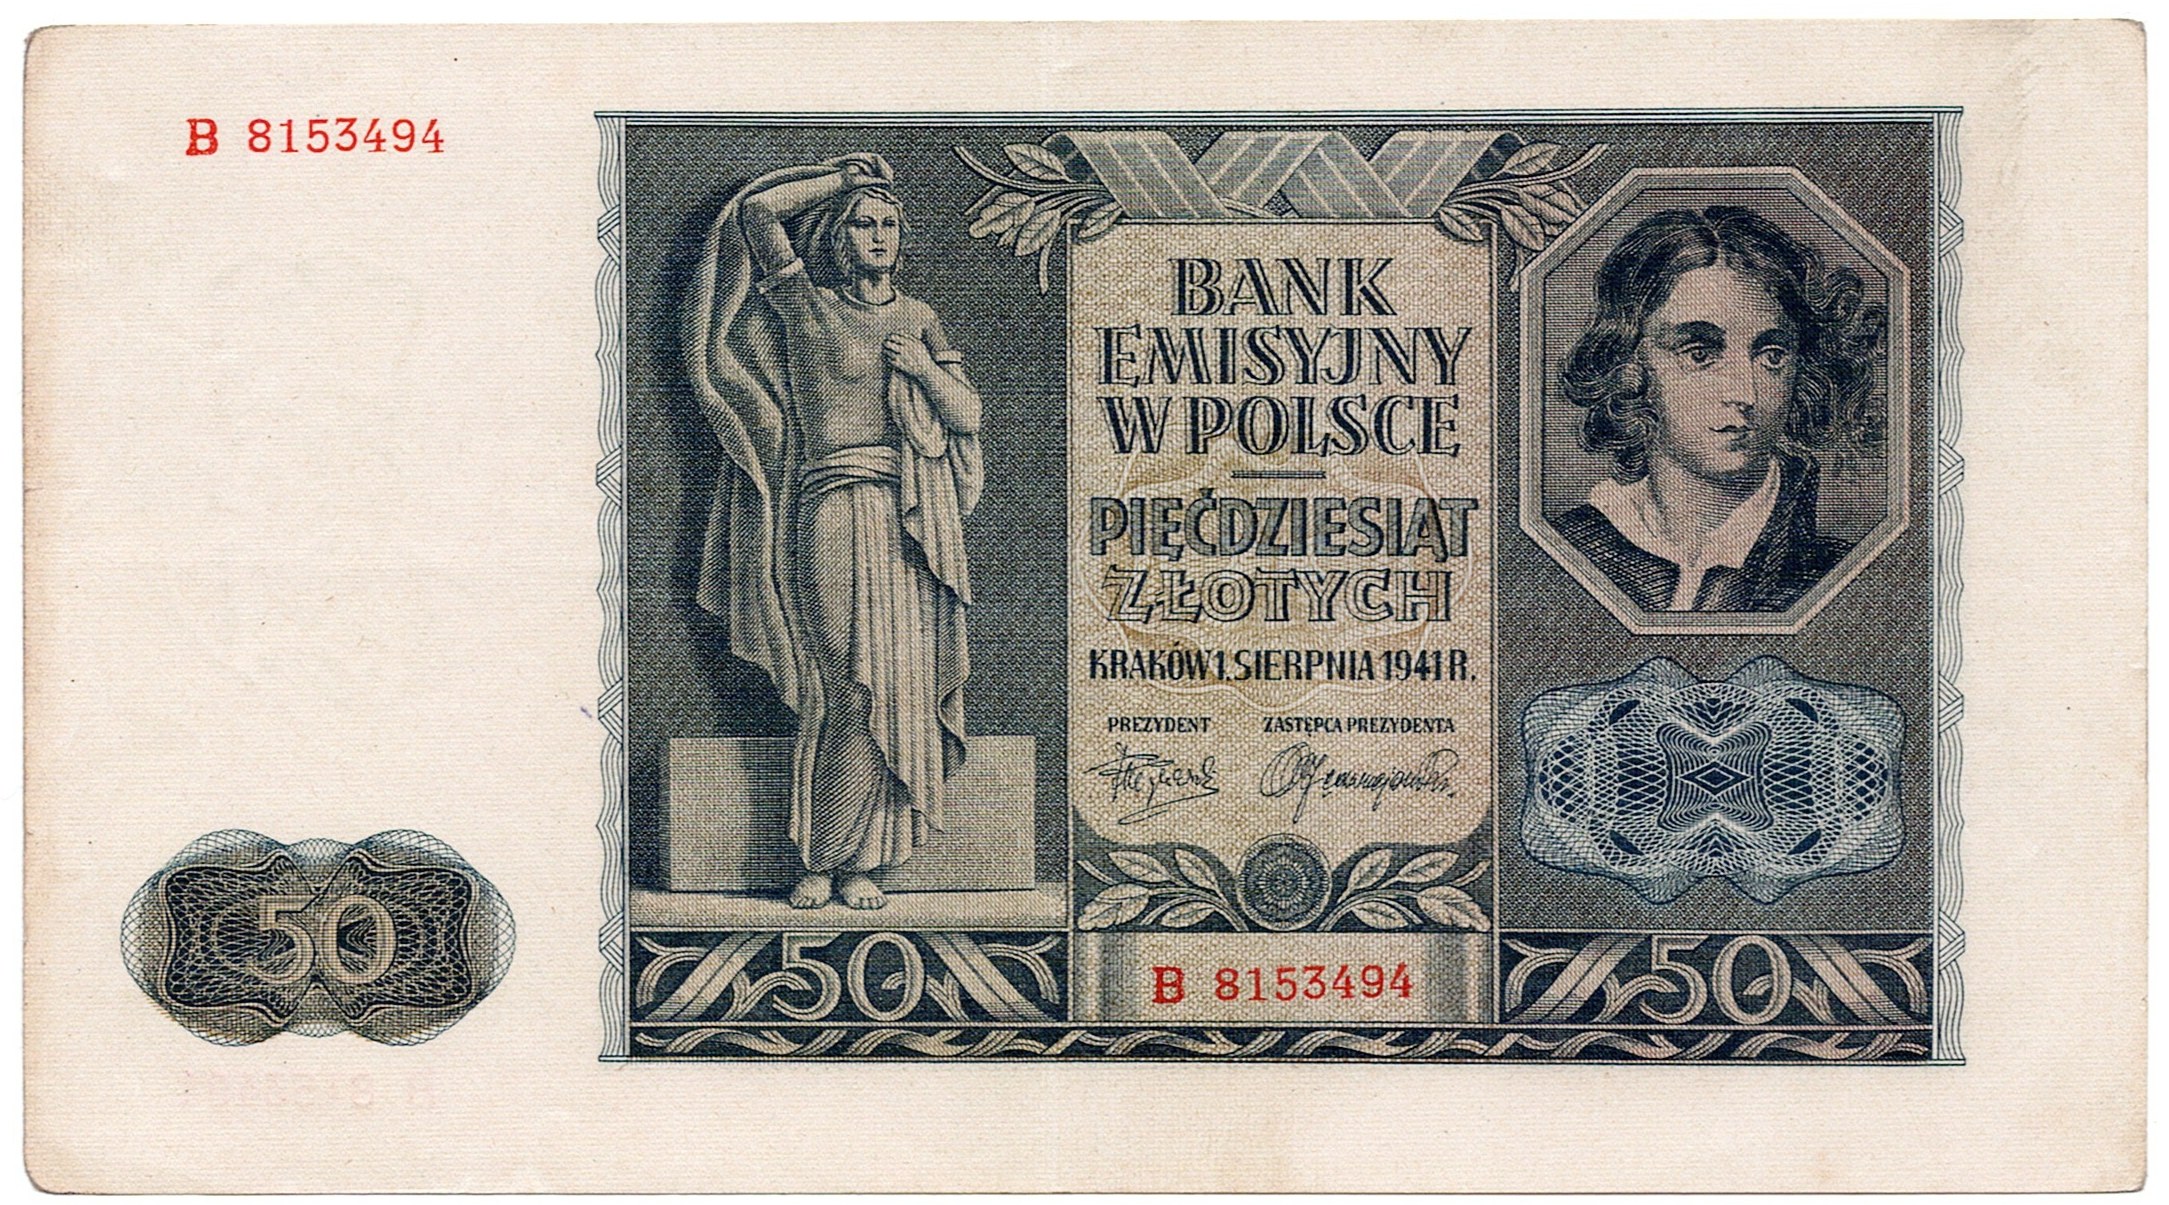 B 8153494
BANK
EMISYJNY
W POLSCE
PIĘĆDZIESIĄT
ZŁOTYCH
KRAKÓW 1. SIERPNIA 1941 R.
PREZYDENT ZASTĘPCA PREZYDENTA
50
50 B 8153494 50